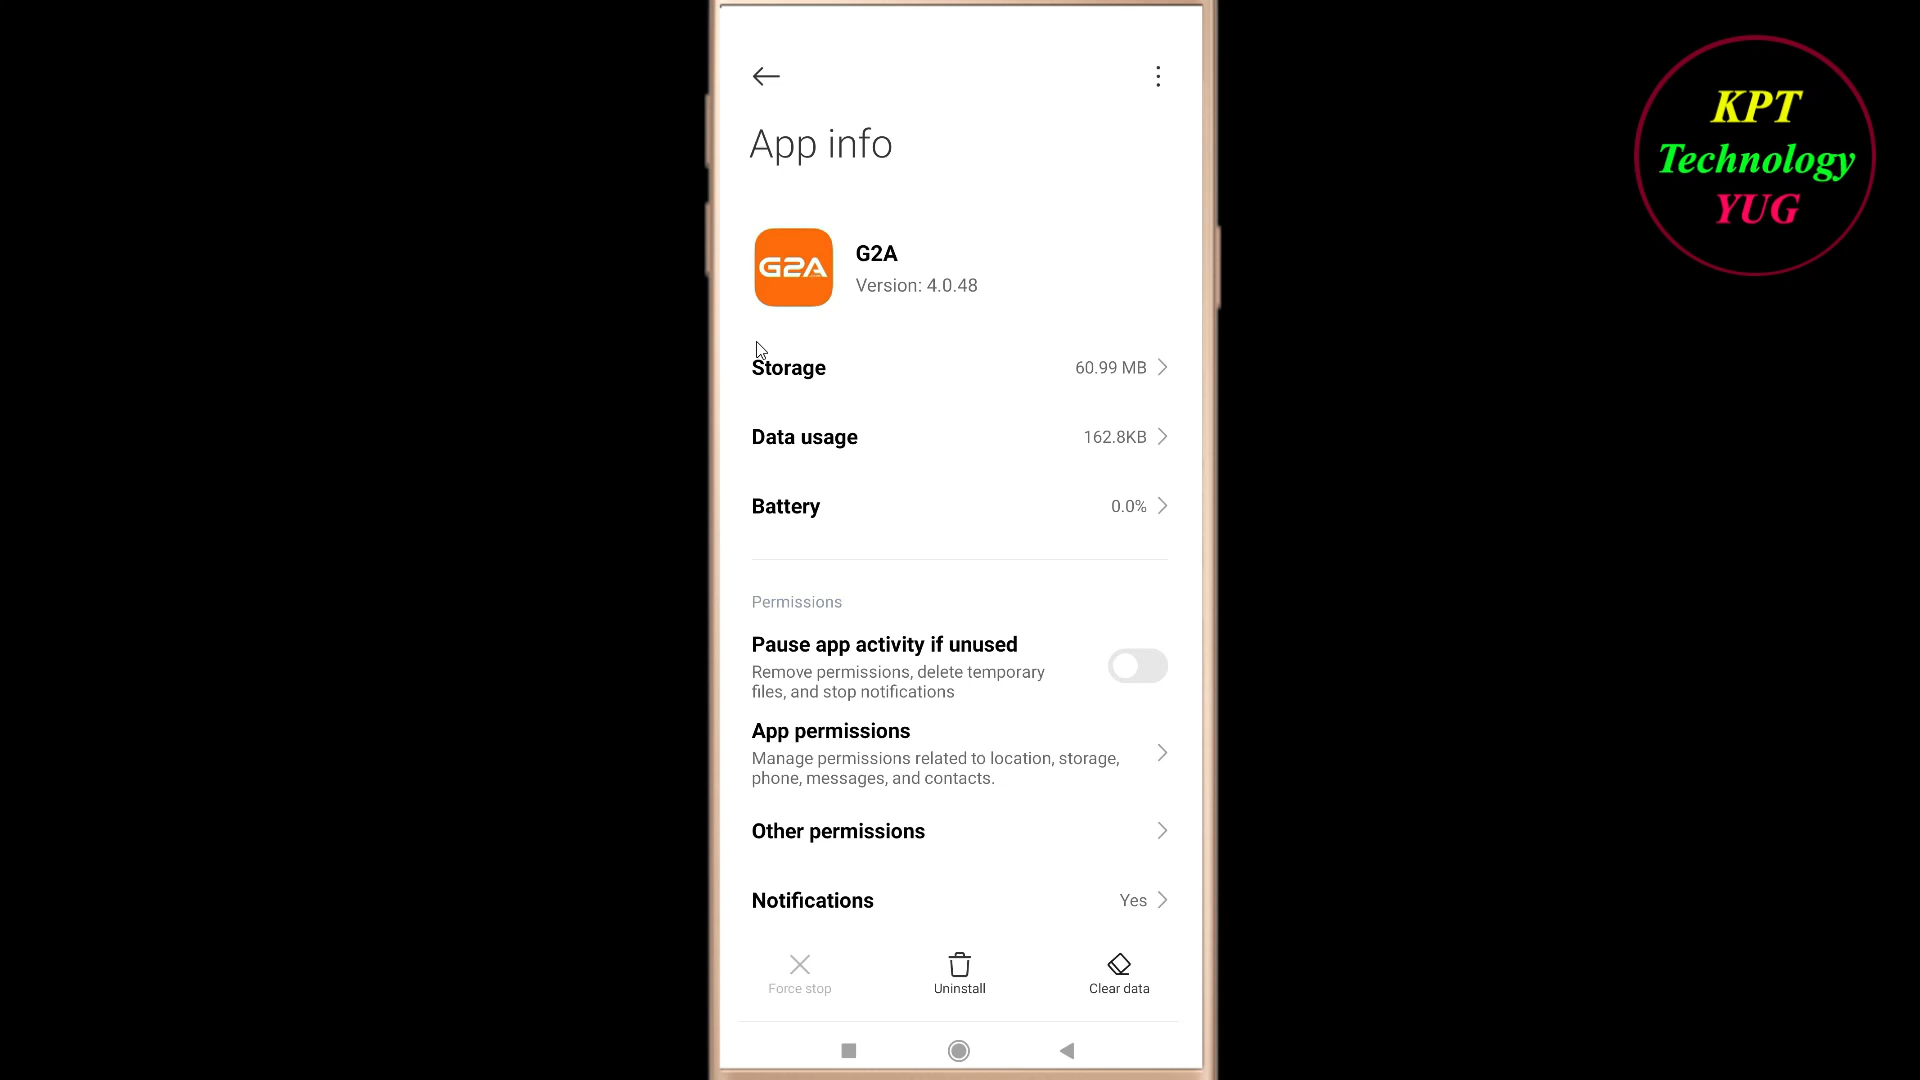 App info
G2A
G2A
Version: 4.0.48
Storage 60.99 MB
Data usage 162.8KB
Battery 0.0%
Permissions
Pause app activity if unused
Remove permissions, delete temporary
files, and stop notifications
App permissions
Manage permissions related to location, storage,
phone, messages, and contacts.
Other permissions
Notifications Yes
Force stop Uninstall Clear data
KPT
Technology
YUG